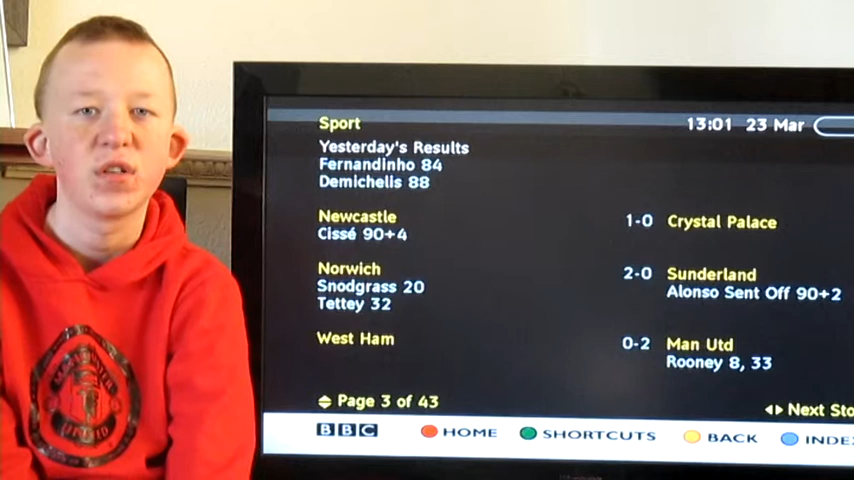 Sport 13:01 23 Mar
Yesterday's Results
Fernandinho 84
Demichelis 88
Newcastle 1-0 Crystal Palace
Cissé 90+4
Norwich 2-0 Sunderland
Snodgrass 20 Alonso Sent Off 90+2
Tettey 32
West Ham 0-2 Man Utd
Rooney 8, 33
Page 3 of 43 Next Sto
BBC HOME SHORTCUTS BACK INDE
MANCHESTER
UNITED